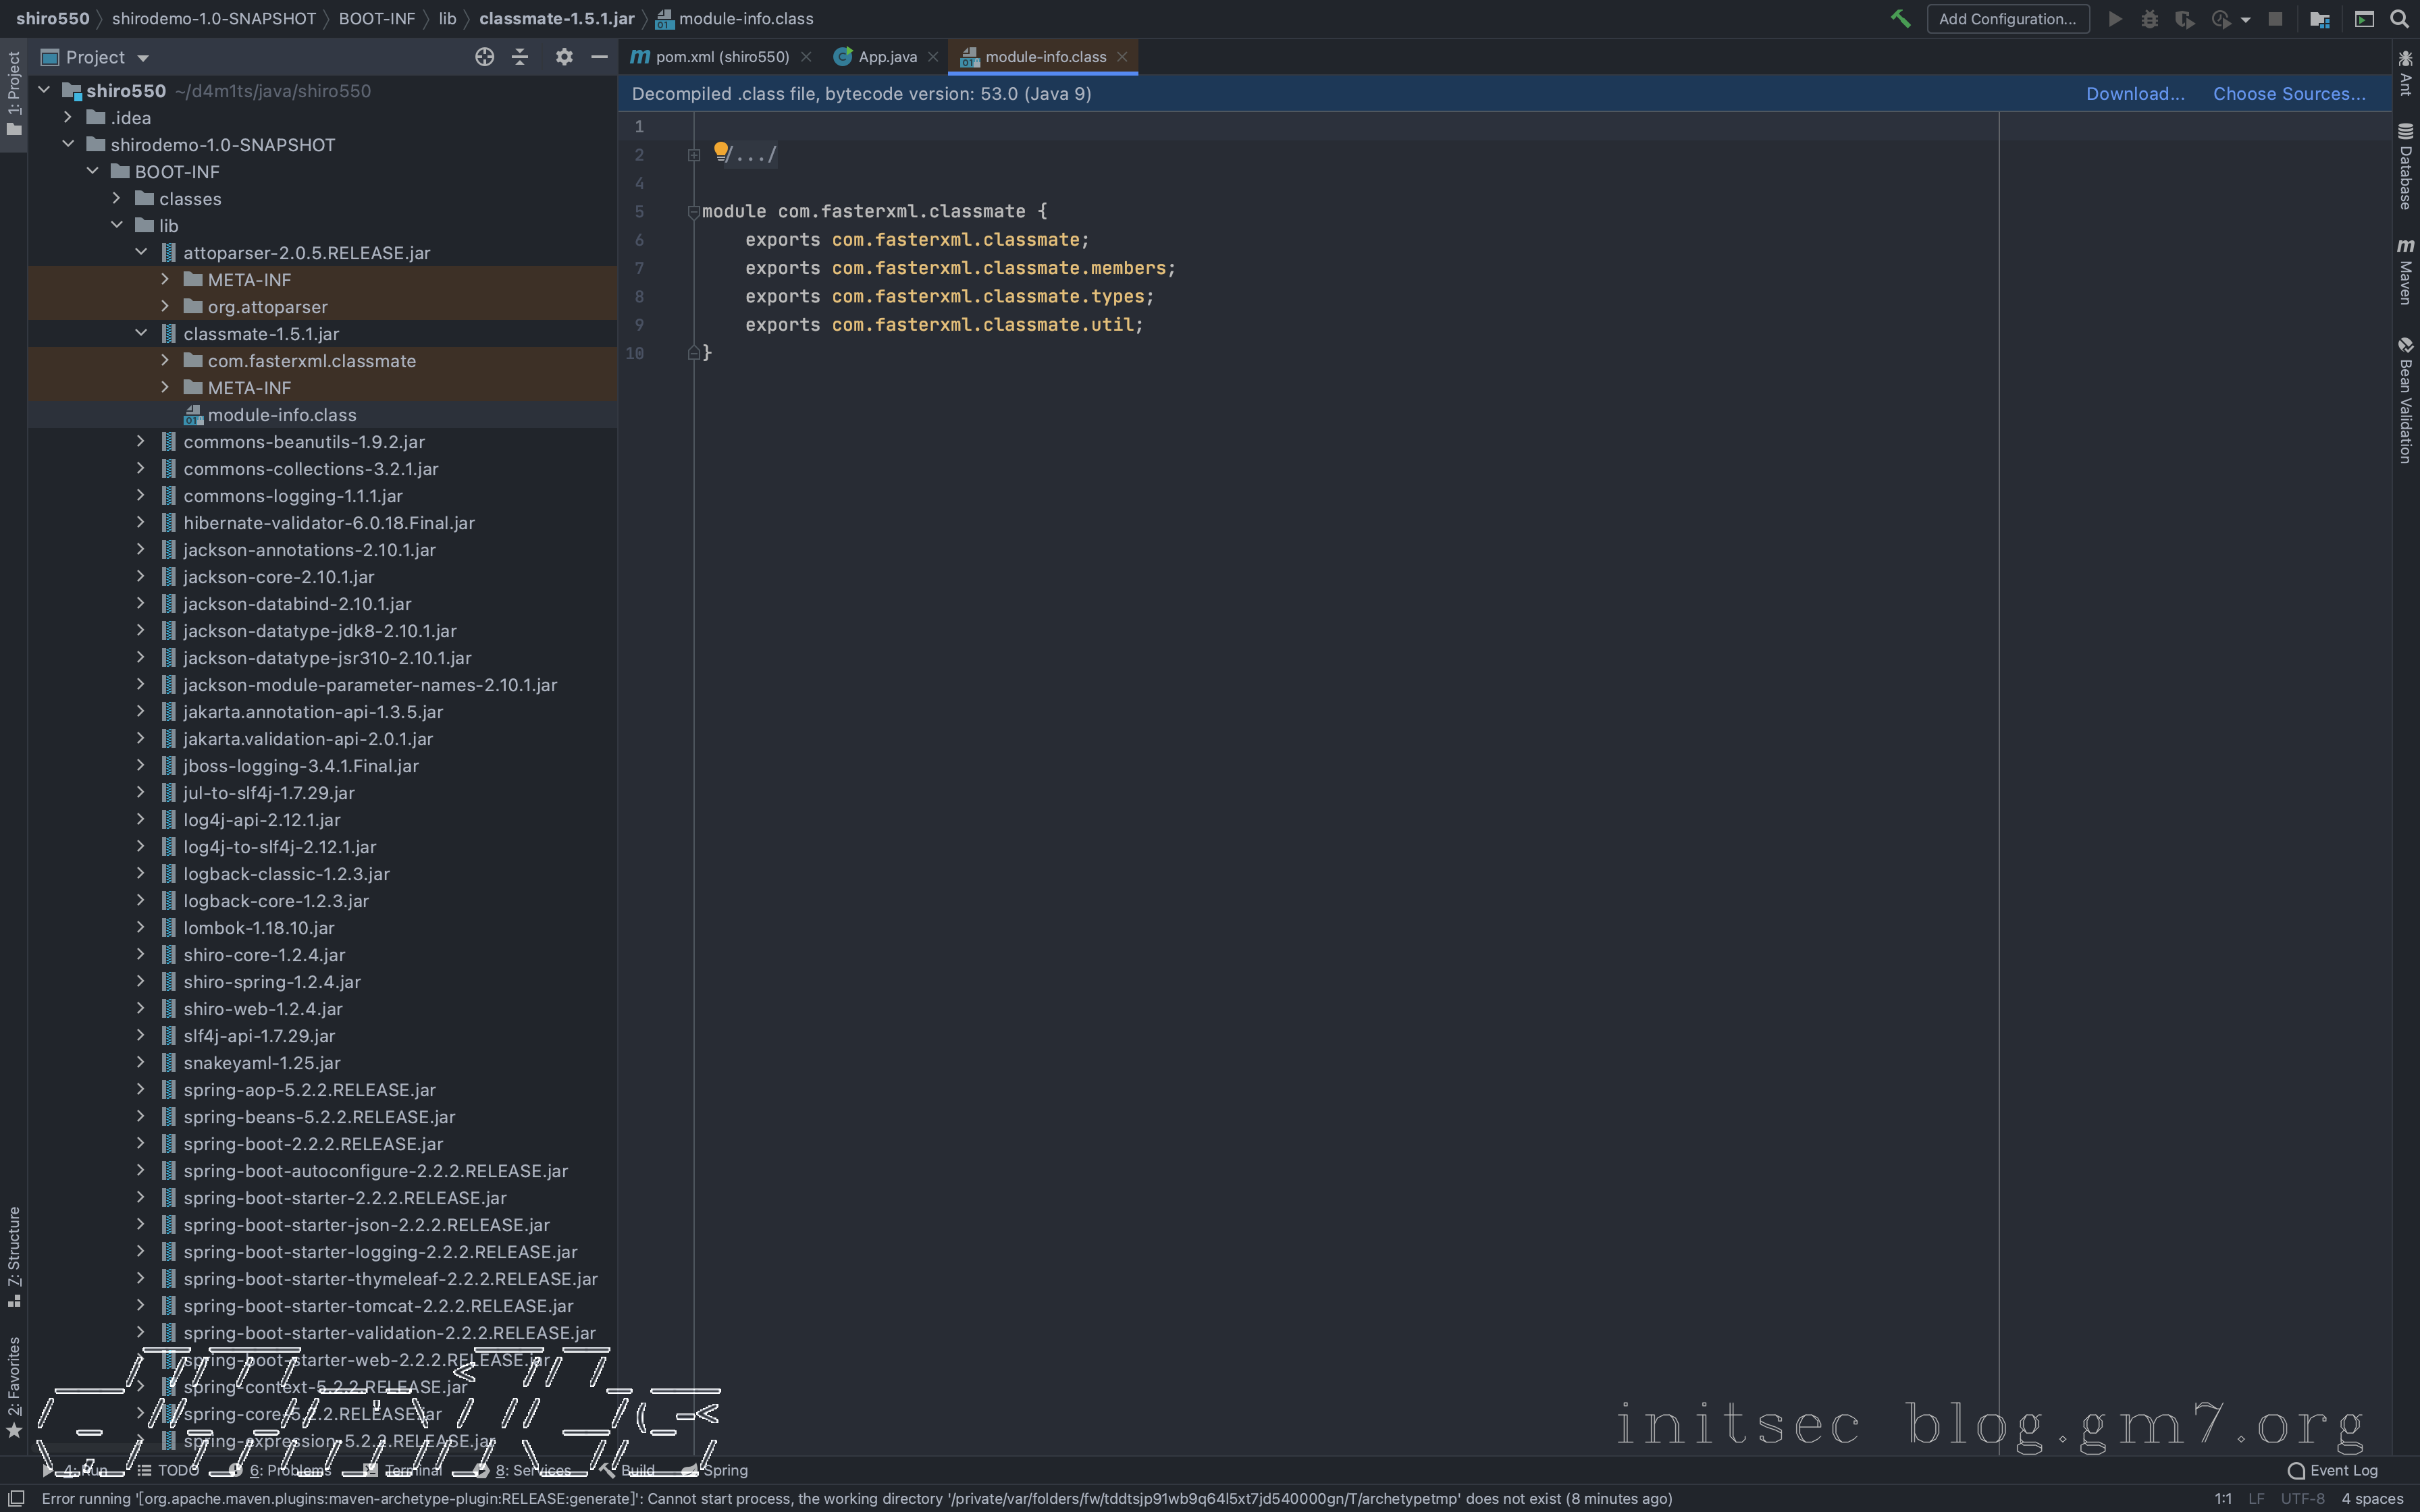 shiro550 shirodemo-1.0-SNAPSHOT BOOT-INF lib classmate-1.5.1.jar module-info.class
Add Configuration...
1: Project
Project
pom.xml (shiro550)
App.java
module-info.class
Decompiled .class file, bytecode version: 53.0 (Java 9)
Download...
Choose Sources...
shiro550 ~/d4m1ts/java/shiro550
.idea
shirodemo-1.0-SNAPSHOT
BOOT-INF
classes
lib
attoparser-2.0.5.RELEASE.jar
META-INF
org.attoparser
classmate-1.5.1.jar
com.fasterxml.classmate
META-INF
module-info.class
commons-beanutils-1.9.2.jar
commons-collections-3.2.1.jar
commons-logging-1.1.1.jar
hibernate-validator-6.0.18.Final.jar
jackson-annotations-2.10.1.jar
jackson-core-2.10.1.jar
jackson-databind-2.10.1.jar
jackson-datatype-jdk8-2.10.1.jar
jackson-datatype-jsr310-2.10.1.jar
jackson-module-parameter-names-2.10.1.jar
jakarta.annotation-api-1.3.5.jar
jakarta.validation-api-2.0.1.jar
jboss-logging-3.4.1.Final.jar
jul-to-slf4j-1.7.29.jar
log4j-api-2.12.1.jar
log4j-to-slf4j-2.12.1.jar
logback-classic-1.2.3.jar
logback-core-1.2.3.jar
lombok-1.18.10.jar
shiro-core-1.2.4.jar
shiro-spring-1.2.4.jar
shiro-web-1.2.4.jar
slf4j-api-1.7.29.jar
snakeyaml-1.25.jar
spring-aop-5.2.2.RELEASE.jar
spring-beans-5.2.2.RELEASE.jar
spring-boot-2.2.2.RELEASE.jar
spring-boot-autoconfigure-2.2.2.RELEASE.jar
spring-boot-starter-2.2.2.RELEASE.jar
spring-boot-starter-json-2.2.2.RELEASE.jar
spring-boot-starter-logging-2.2.2.RELEASE.jar
spring-boot-starter-thymeleaf-2.2.2.RELEASE.jar
spring-boot-starter-tomcat-2.2.2.RELEASE.jar
spring-boot-starter-validation-2.2.2.RELEASE.jar
spring-boot-starter-web-2.2.2.RELEASE.jar
spring-context-5.2.2.RELEASE.jar
spring-core-5.2.2.RELEASE.jar
spring-expression-5.2.2.RELEASE.jar
1
2 /.../
4
5 module com.fasterxml.classmate {
6 exports com.fasterxml.classmate;
7 exports com.fasterxml.classmate.members;
8 exports com.fasterxml.classmate.types;
9 exports com.fasterxml.classmate.util;
10 }
Ant
Database
Maven
Bean Validation
7: Structure
2: Favorites
initsec blog.gm7.org
4: Run
TODO
6: Problems
Terminal
8: Services
Build
Spring
Event Log
Error running '[org.apache.maven.plugins:maven-archetype-plugin:RELEASE:generate]': Cannot start process, the working directory '/private/var/folders/fw/tddtsjp91wb9q64l5xt7jd540000gn/T/archetypetmp' does not exist (8 minutes ago)
1:1 LF UTF-8 4 spaces